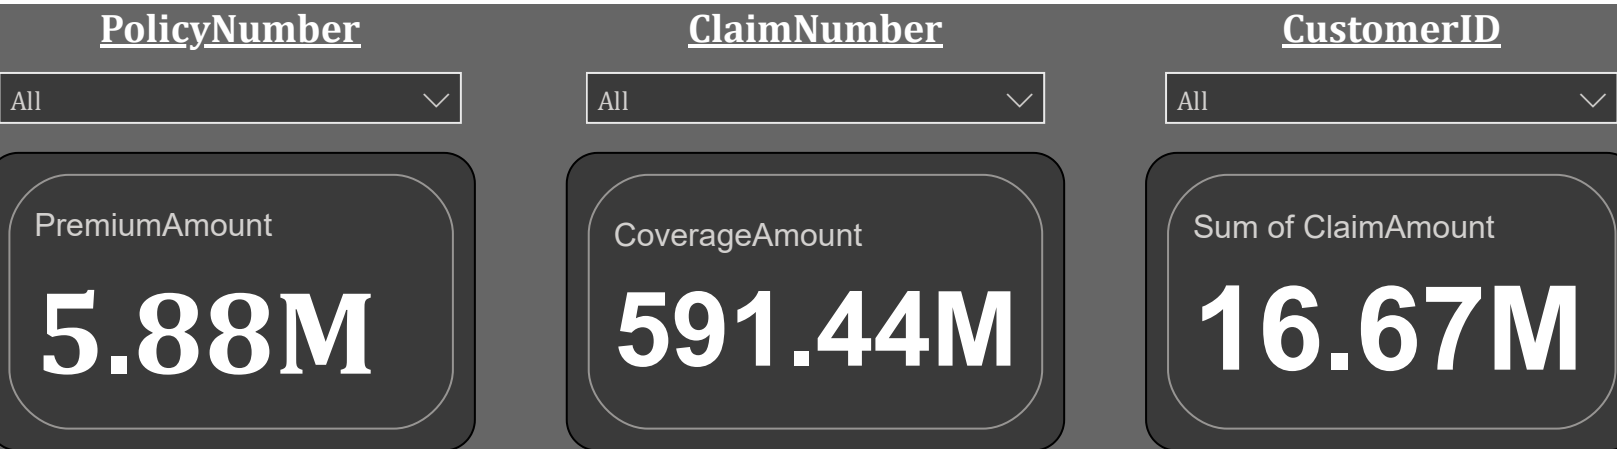 PolicyNumber
ClaimNumber
CustomerID
All
All
All
PremiumAmount
5.88M
CoverageAmount
591.44M
Sum of ClaimAmount
16.67M